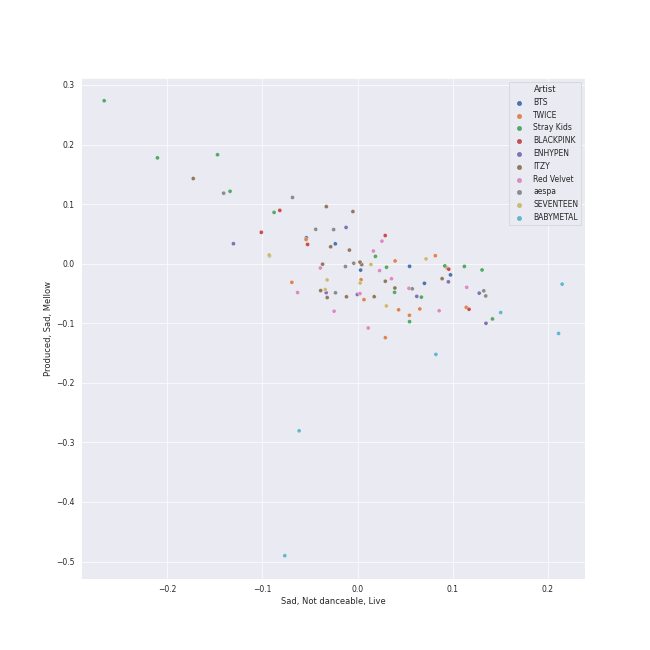 0.3
0.2
0.1
0.0
−0.1
−0.2
−0.3
−0.4
−0.5
Produced, Sad, Mellow
Artist
BTS
TWICE
Stray Kids
BLACKPINK
ENHYPEN
ITZY
Red Velvet
aespa
SEVENTEEN
BABYMETAL
−0.2 −0.1 0.0 0.1 0.2
Sad, Not danceable, Live